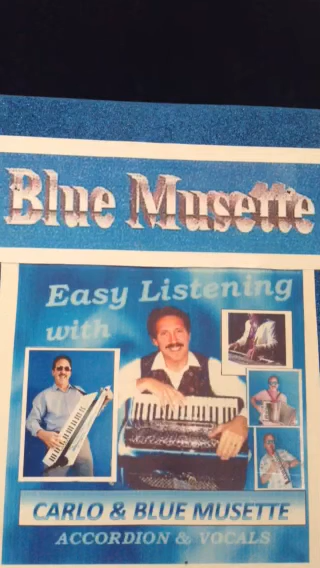 Blue Musette
Easy Listening
with
CARLO & BLUE MUSETTE
ACCORDION & VOCALS